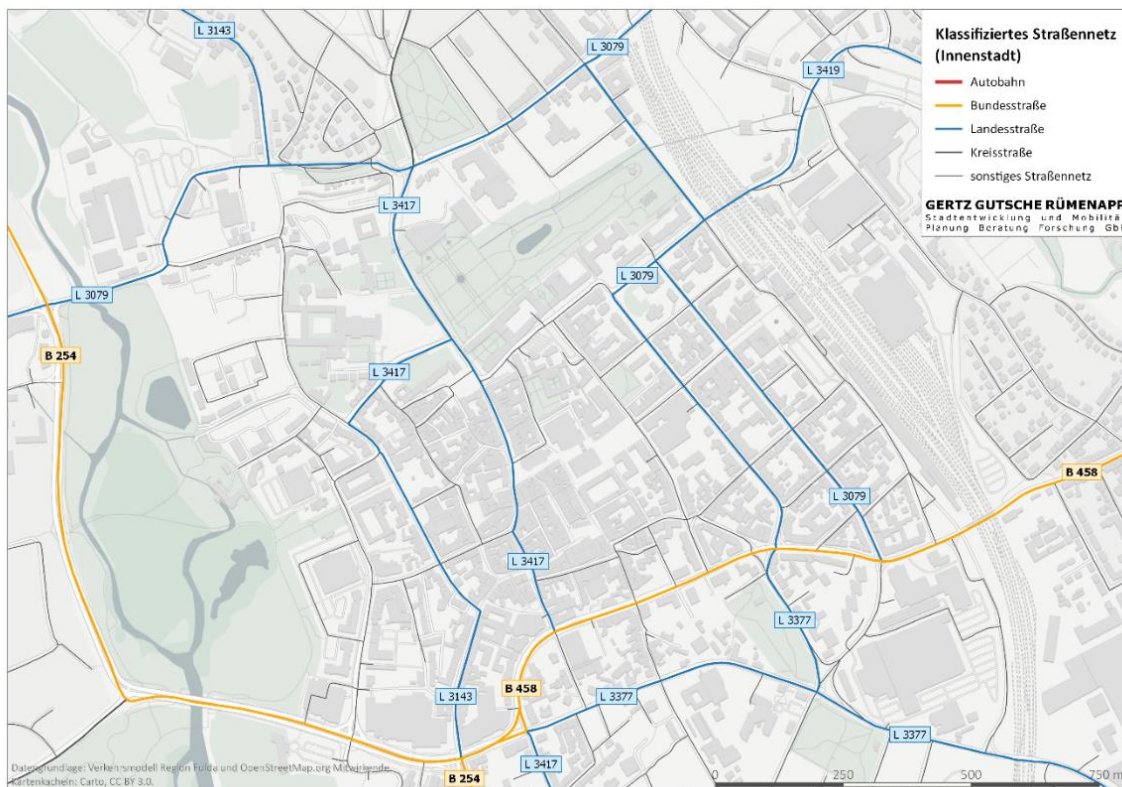 L 3143
L 3079
Klassifiziertes Straßennetz
(Innenstadt)
Autobahn
Bundesstraße
Landesstraße
Kreisstraße
sonstiges Straßennetz
GERTZ GUTSCHE RÜMENAPP
Stadtentwicklung und Mobilitä
Planung Beratung Forschung Gb
L 3419
L 3417
L 3079
L 3079
B 254
L 3417
B 458
L 3079
L 3417
L 3377
B 458
L 3143
L 3377
L 3377
L 3417
B 254
Datengrundlage: Verkehrsmodell Region Fulda und OpenStreetMap.org Mitwirkende.
Kartenkacheln: Carto, CC BY 3.0.
0 250 500 750 m